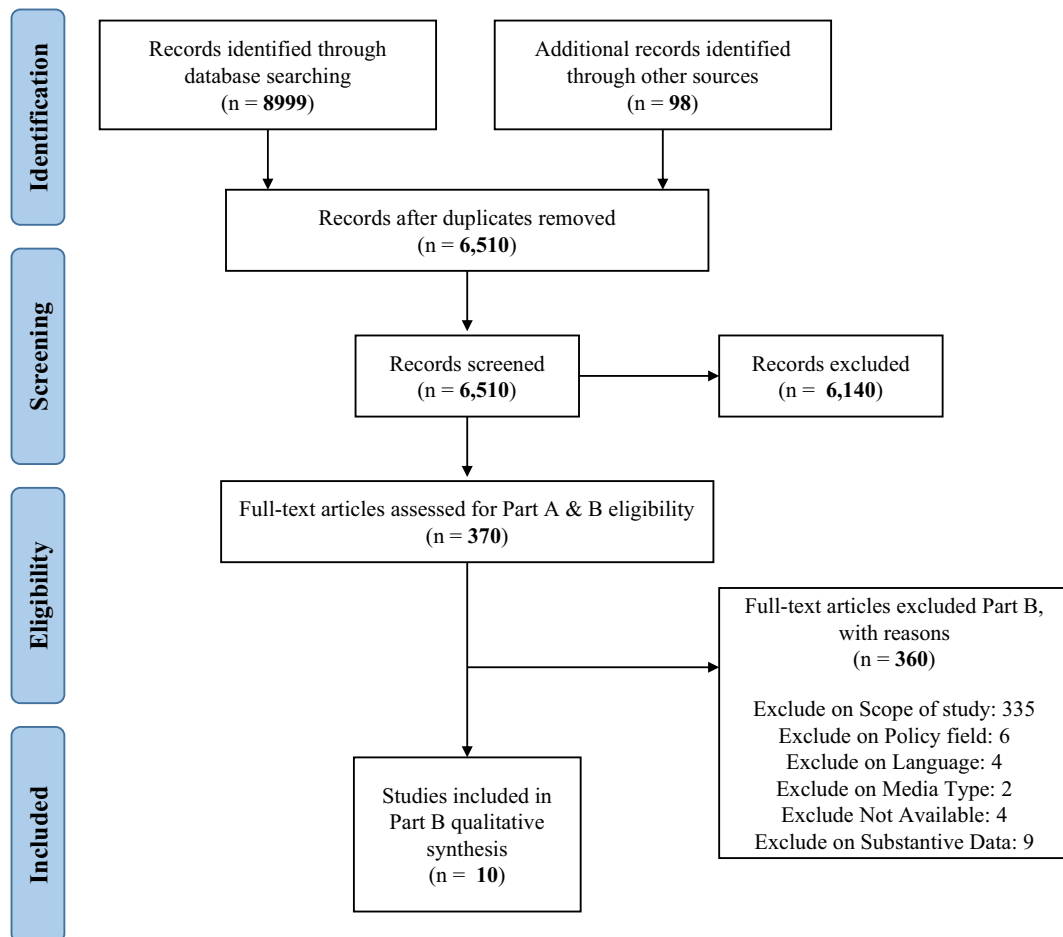 Identification
Records identified through
database searching
(n = 8999)
Additional records identified
through other sources
(n = 98)
Records after duplicates removed
(n = 6,510)
Screening
Records screened
(n = 6,510)
Records excluded
(n = 6,140)
Eligibility
Full-text articles assessed for Part A & B eligibility
(n = 370)
Full-text articles excluded Part B,
with reasons
(n = 360)
Exclude on Scope of study: 335
Exclude on Policy field: 6
Exclude on Language: 4
Exclude on Media Type: 2
Exclude Not Available: 4
Exclude on Substantive Data: 9
Included
Studies included in
Part B qualitative
synthesis
(n = 10)